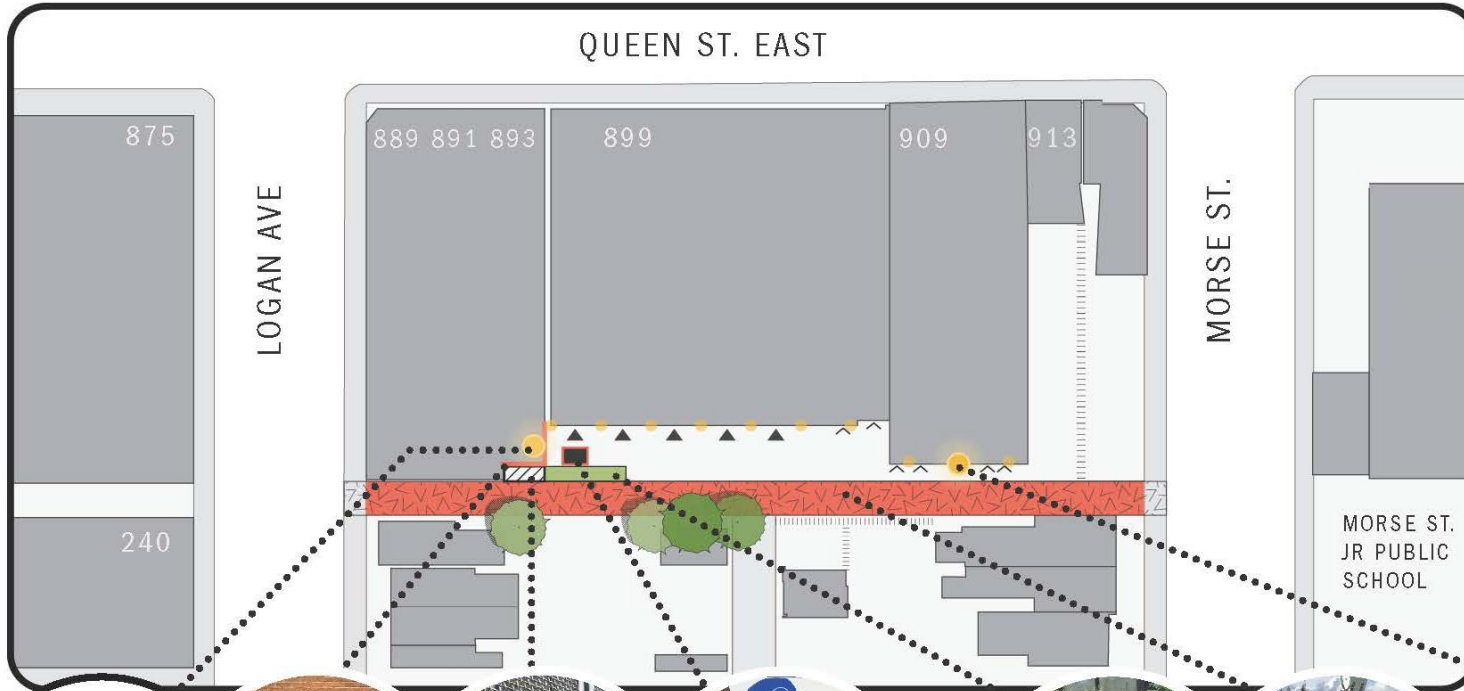 QUEEN ST. EAST
875
889 891 893
899
909
913
LOGAN AVE
MORSE ST.
240
MORSE ST.
JR PUBLIC
SCHOOL